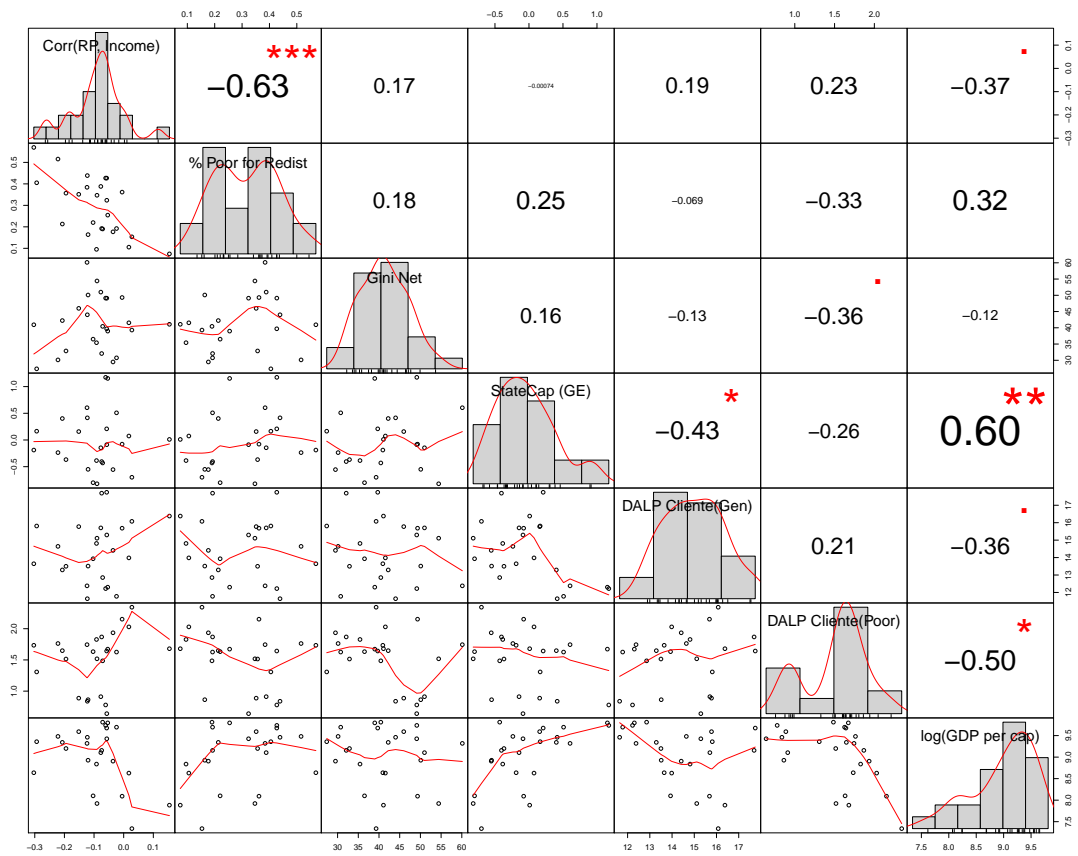 0.1 0.2 0.3 0.4 0.5 −0.5 0.0 0.5 1.0 1.0 1.5 2.0
Corr(RP, Income) *** −0.63 0.17 −0.00074 0.19 0.23 −0.37 −0.3 −0.2 −0.1 0.0 0.1
0.1 0.2 0.3 0.4 0.5 % Poor for Redist 0.18 0.25 −0.069 −0.33 0.32
Gini Net 0.16 −0.13 −0.36 −0.12 30 35 40 45 50 55 60
−0.5 0.0 0.5 1.0 StateCap (GE) * −0.43 −0.26 ** 0.60
DALP Cliente(Gen) 0.21 −0.36 12 13 14 15 16 17
1.0 1.5 2.0 DALP Cliente(Poor) * −0.50
log(GDP per cap) 7.5 8.0 8.5 9.0 9.5
−0.3 −0.2 −0.1 0.0 0.1 30 35 40 45 50 55 60 12 13 14 15 16 17 7.5 8.0 8.5 9.0 9.5